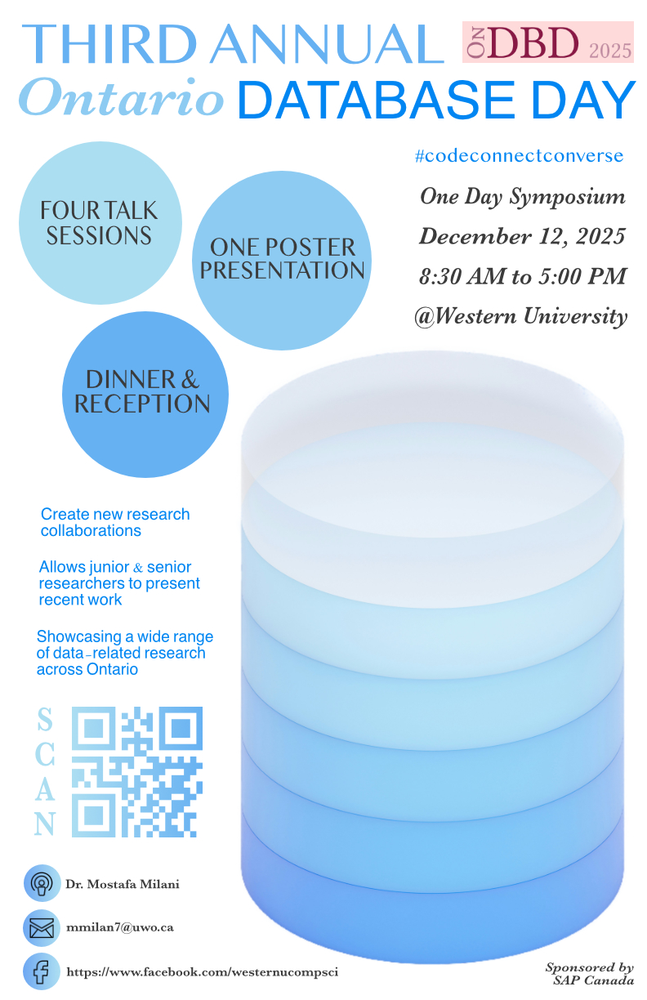 THIRD ANNUAL
ON DBD 2025
Ontario DATABASE DAY
#codeconnectconverse
One Day Symposium
December 12, 2025
8:30 AM to 5:00 PM
@Western University
FOUR TALK
SESSIONS
ONE POSTER
PRESENTATION
DINNER &
RECEPTION
Create new research
collaborations
Allows junior & senior
researchers to present
recent work
Showcasing a wide range
of data-related research
across Ontario
SCAN
Dr. Mostafa Milani
mmilan7@uwo.ca
https://www.facebook.com/westernucompsci
Sponsored by
SAP Canada